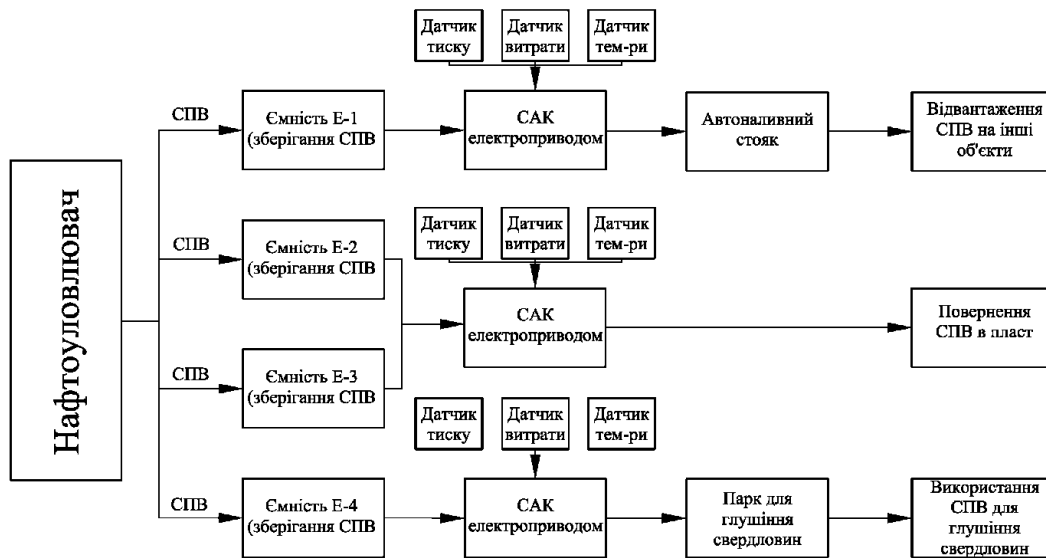 Нафтоуловлювач
Датчик
тиску
Датчик
витрати
Датчик
тем-ри
СПВ
Ємність Е-1
(зберігання СПВ
САК
електроприводом
Автоналивний
стояк
Відвантаження
СПВ на інші
об'єкти
Датчик
тиску
Датчик
витрати
Датчик
тем-ри
СПВ
Ємність Е-2
(зберігання СПВ
САК
електроприводом
Повернення
СПВ в пласт
СПВ
Ємність Е-3
(зберігання СПВ
Датчик
тиску
Датчик
витрати
Датчик
тем-ри
СПВ
Ємність Е-4
(зберігання СПВ
САК
електроприводом
Парк для
глушіння
свердловин
Використання
СПВ для
глушіння
свердловин